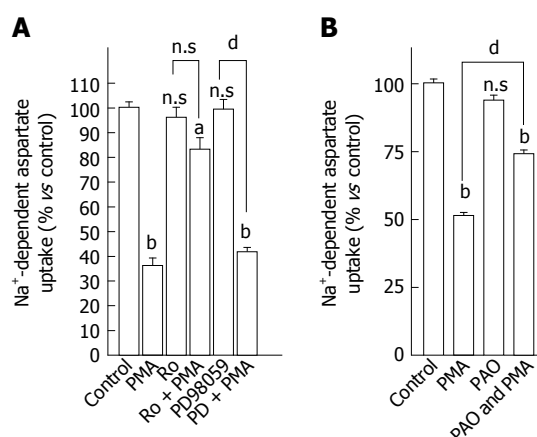 A
Na⁺-dependent aspartate
uptake (% vs control)
110
100
90
80
70
60
50
40
30
20
10
0
n.s
d
n.s
n.s
a
b
b
Control
PMA
Ro
Ro + PMA
PD98059
PD + PMA
B
Na⁺-dependent aspartate
uptake (% vs control)
100
75
50
25
0
d
n.s
b
b
Control
PMA
PAO
PAO and PMA